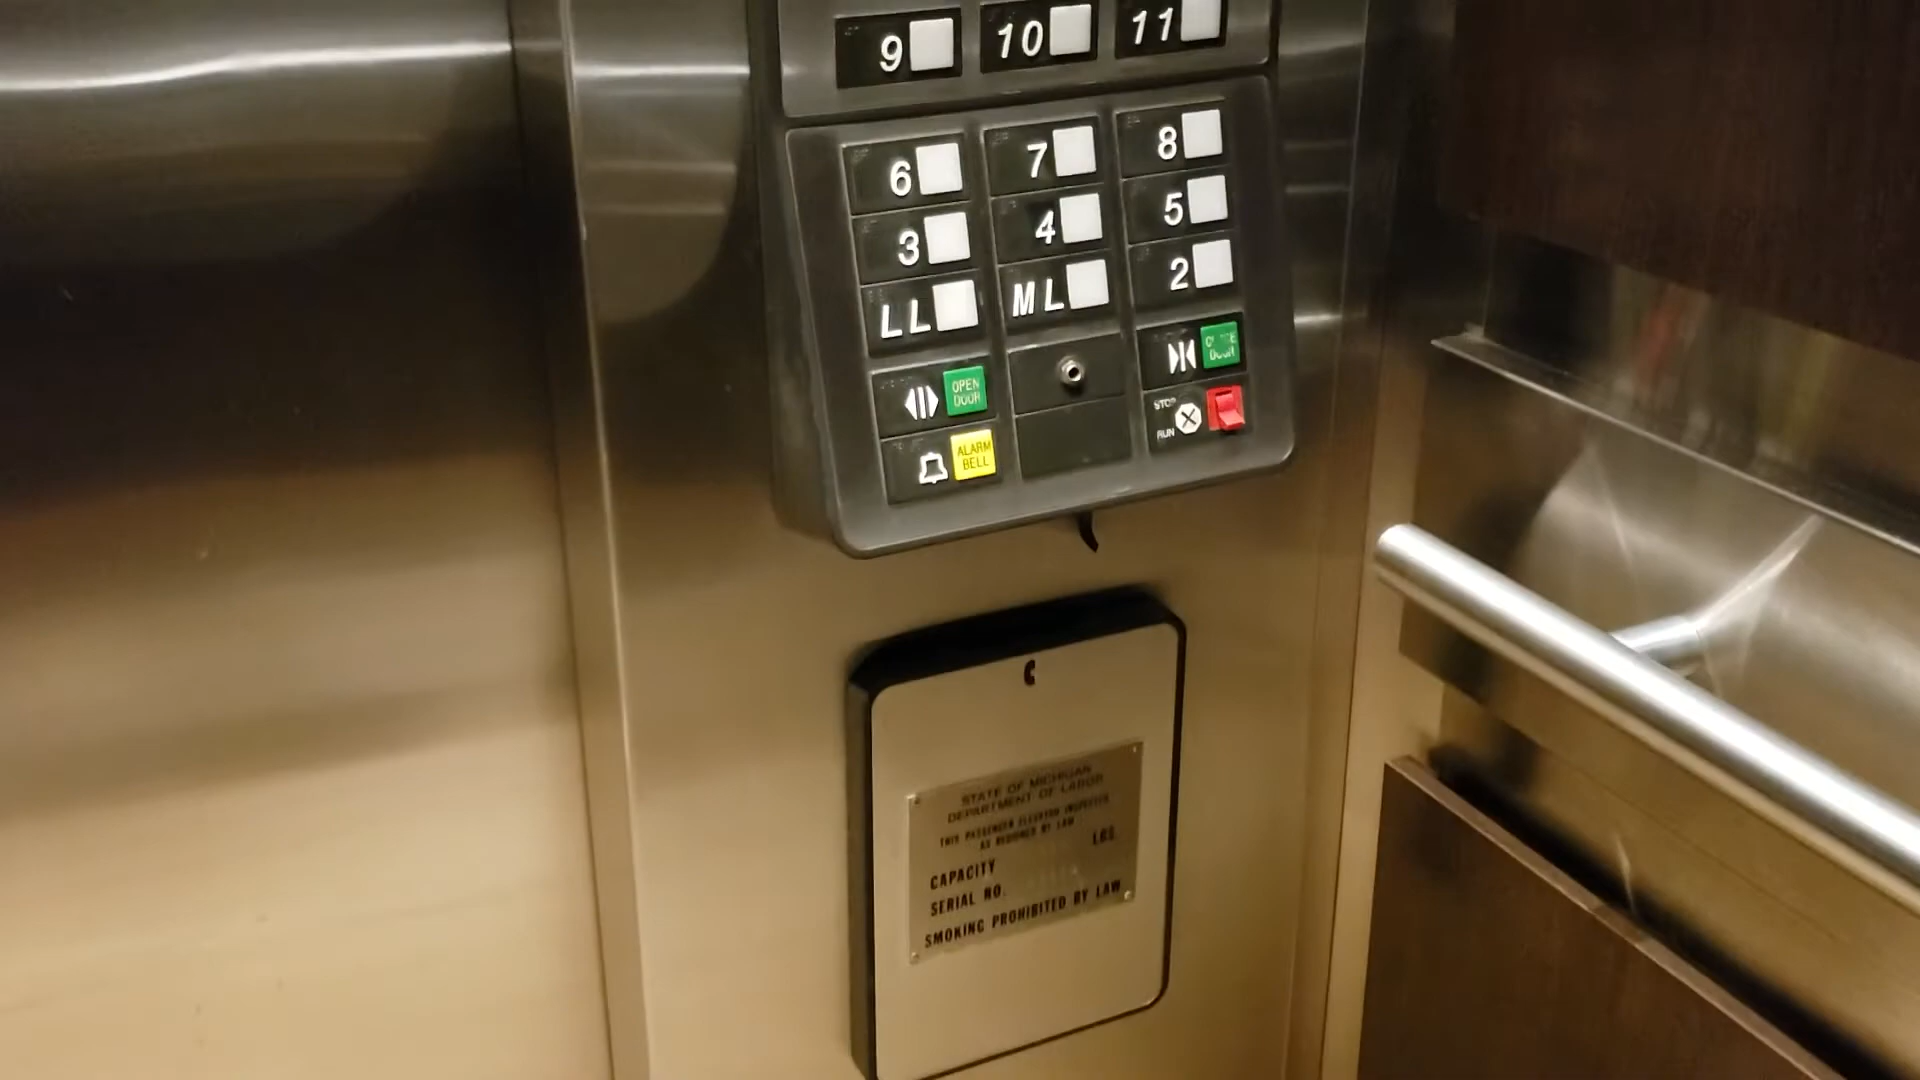 9 10 11
6 7 8
3 4 5
LL ML 2
OPEN DOOR
CLOSE DOOR
ALARM BELL
STOP
RUN
STATE OF MICHIGAN
DEPARTMENT OF LABOR
THIS PASSENGER ELEVATOR INSPECTED
AS REQUIRED BY LAW
LBS.
CAPACITY
SERIAL NO.
SMOKING PROHIBITED BY LAW